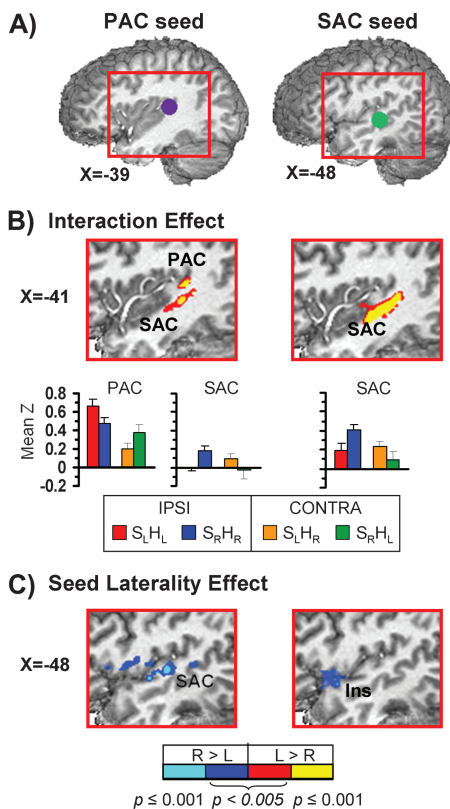 A) PAC seed SAC seed
X=-39 X=-48
B) Interaction Effect
X=-41 PAC SAC SAC
PAC SAC SAC
Mean Z 0.8 0.6 0.4 0.2 0 -0.2
IPSI CONTRA
SLHL SRHR SLHR SRHL
C) Seed Laterality Effect
X=-48 SAC Ins
R > L L > R
p ≤ 0.001 p < 0.005 p ≤ 0.001